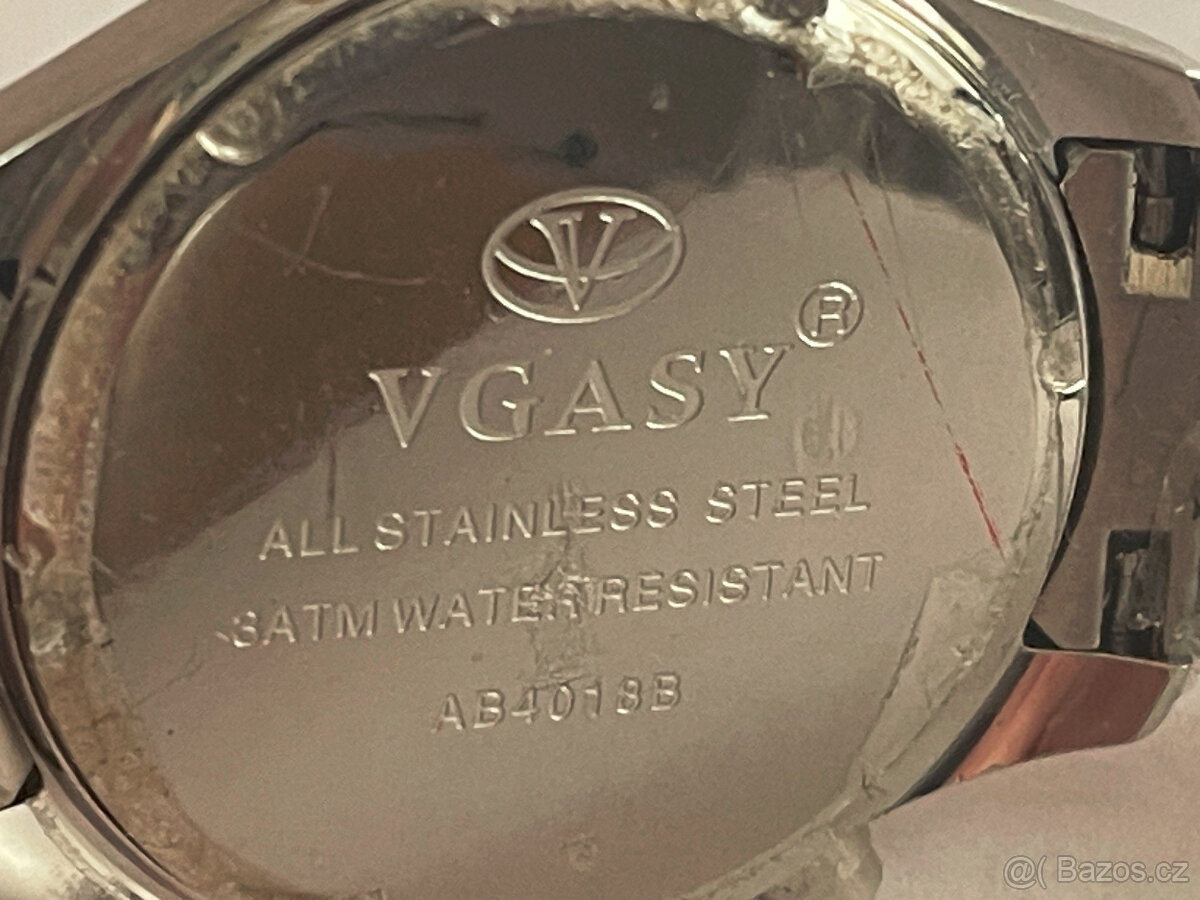 V
®
VGASY
ALL STAINLESS STEEL
3ATM WATER RESISTANT
AB4018B
@( Bazos.cz